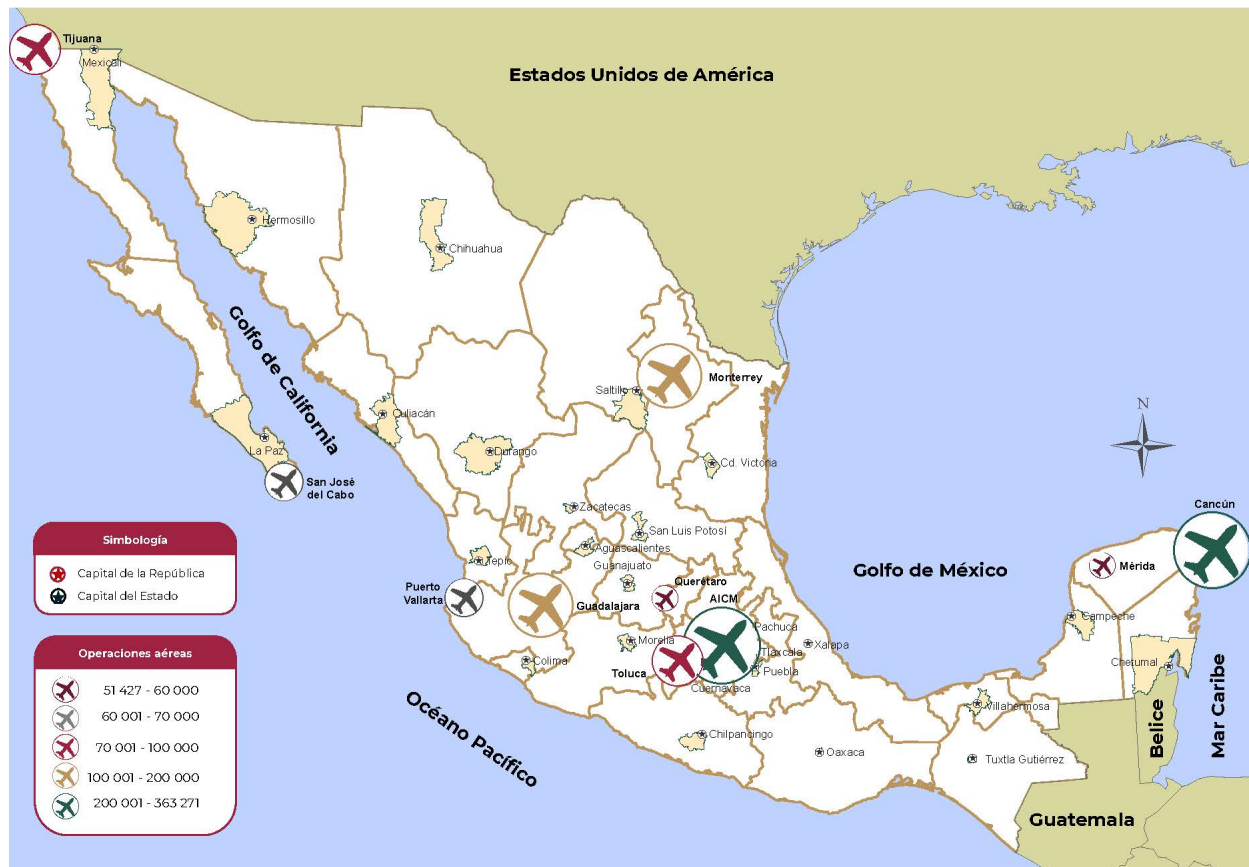 Tijuana
Mexicali
Estados Unidos de América
Hermosillo
Chihuahua
Golfo de California
Monterrey
Saltillo
Culiacán
La Paz
Durango
Cd. Victoria
San José
del Cabo
N
Zacatecas
San Luis Potosí
Aguascalientes
Cancún
Tepic
Guanajuato
Querétaro
Golfo de México
Mérida
Puerto
Vallarta
Guadalajara
AICM
Campeche
Pachuca
Morelia
Tlaxcala
Xalapa
Colima
Toluca
Puebla
Cuernavaca
Chetumal
Villahermosa
Océano Pacífico
Chilpancingo
Oaxaca
Tuxtla Gutiérrez
Belice
Mar Caribe
Guatemala
Simbología
Capital de la República
Capital del Estado
Operaciones aéreas
51 427 - 60 000
60 001 - 70 000
70 001 - 100 000
100 001 - 200 000
200 001 - 363 271